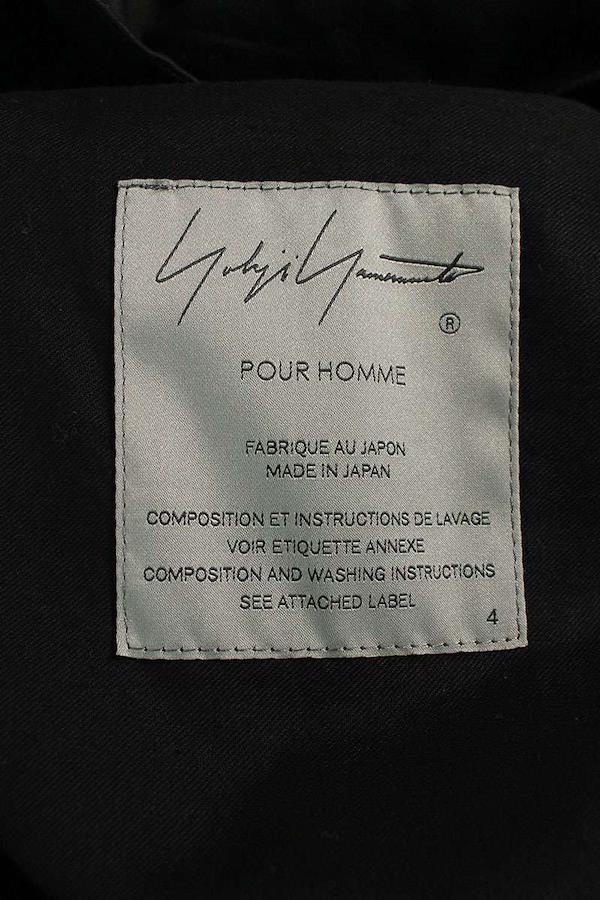 Yohji Yamamoto
®
POUR HOMME
FABRIQUE AU JAPON
MADE IN JAPAN
COMPOSITION ET INSTRUCTIONS DE LAVAGE
VOIR ETIQUETTE ANNEXE
COMPOSITION AND WASHING INSTRUCTIONS
SEE ATTACHED LABEL
4